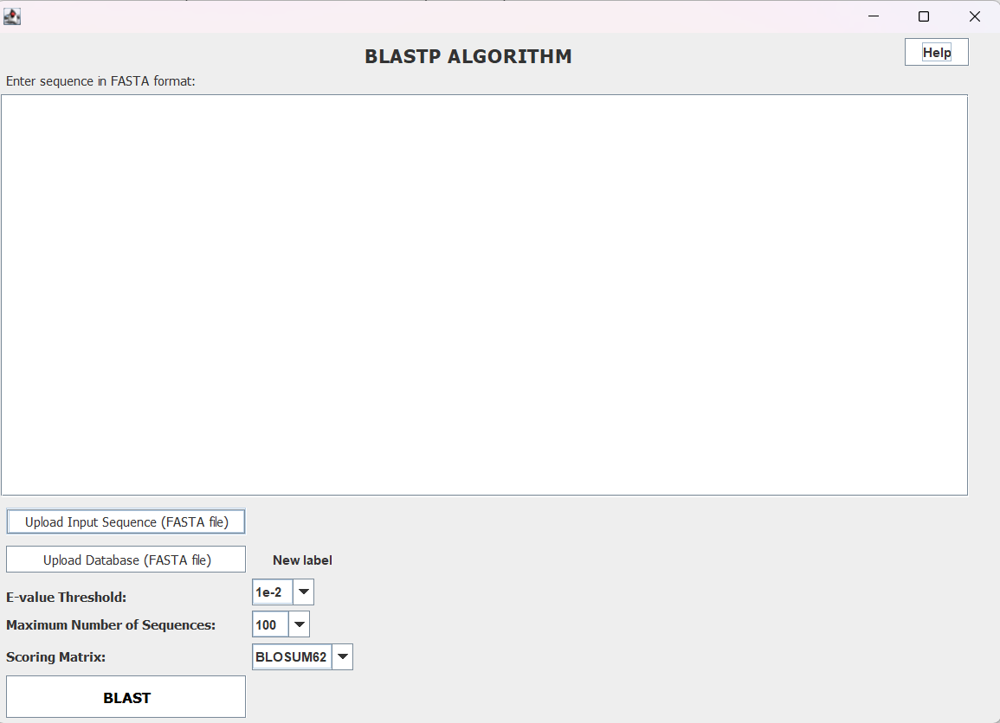 BLASTP ALGORITHM
Help
Enter sequence in FASTA format:
Upload Input Sequence (FASTA file)
Upload Database (FASTA file)
New label
E-value Threshold:
1e-2
Maximum Number of Sequences:
100
Scoring Matrix:
BLOSUM62
BLAST